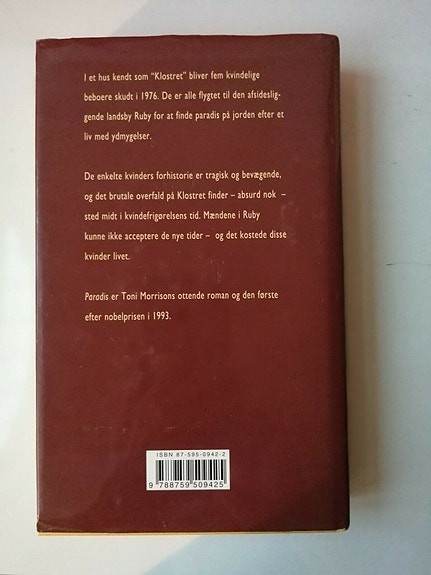 I et hus kendt som "Klostret" bliver fem kvindelige
beboere skudt i 1976. De er alle flygtet til den afsideslig-
gende landsby Ruby for at finde paradis på jorden efter et
liv med ydmygelser.
De enkelte kvinders forhistorie er tragisk og bevægende,
og det brutale overfald på Klostret finder – absurd nok –
sted midt i kvindefrigørelsens tid. Mændene i Ruby
kunne ikke acceptere de nye tider – og det kostede disse
kvinder livet.
Paradis er Toni Morrisons ottende roman og den første
efter nobelprisen i 1993.
ISBN 87-595-0942-2
9 788759 509425